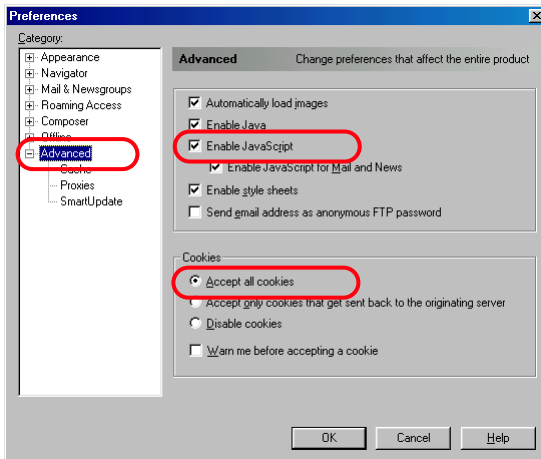 Preferences
Category:
Appearance
Navigator
Mail & Newsgroups
Roaming Access
Composer
Offline
Advanced
Cache
Proxies
SmartUpdate
Advanced Change preferences that affect the entire product
Automatically load images
Enable Java
Enable JavaScript
Enable JavaScript for Mail and News
Enable style sheets
Send email address as anonymous FTP password
Cookies
Accept all cookies
Accept only cookies that get sent back to the originating server
Disable cookies
Warn me before accepting a cookie
OK Cancel Help